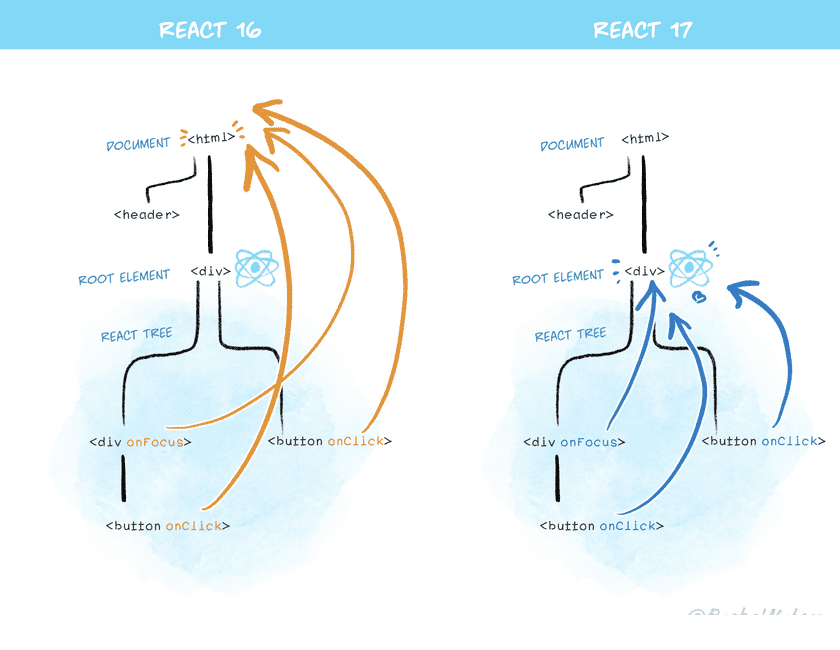 REACT 16
DOCUMENT <html>
<header>
ROOT ELEMENT <div>
REACT TREE
<div onFocus> <button onClick>
<button onClick>
REACT 17
DOCUMENT <html>
<header>
ROOT ELEMENT <div>
REACT TREE
<div onFocus> <button onClick>
<button onClick>